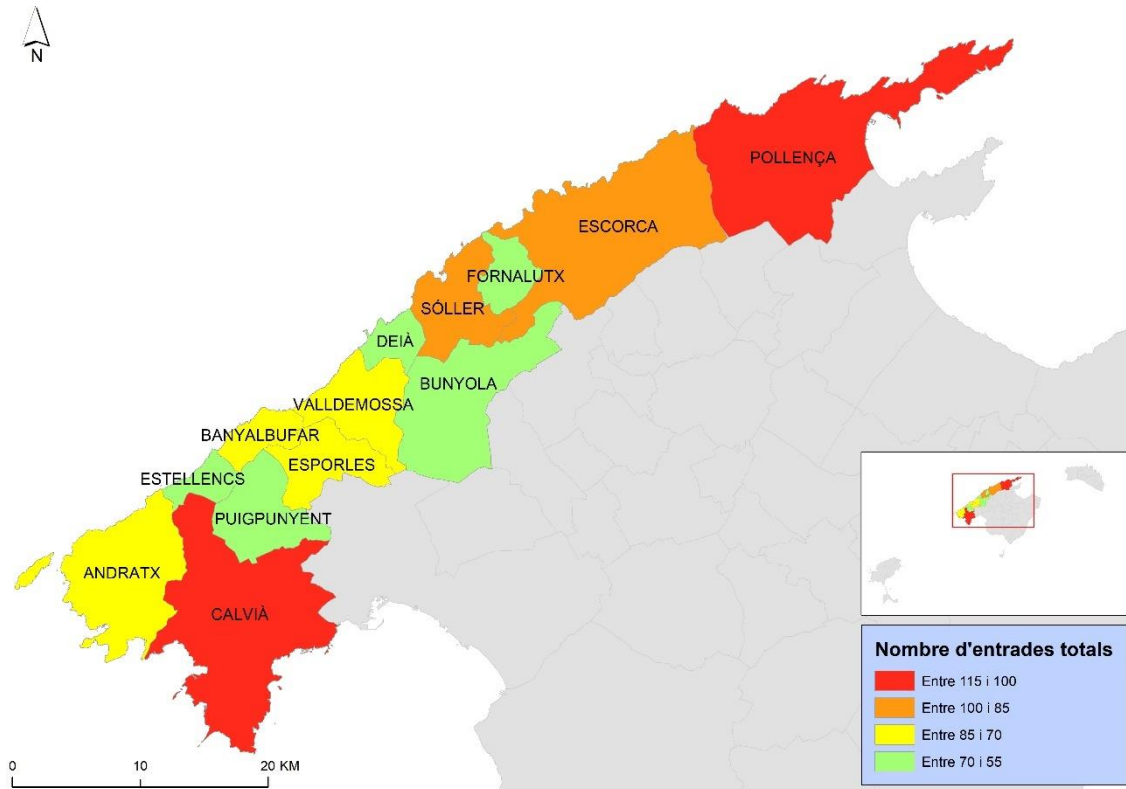 N
POLLENÇA
ESCORCA
FORNALUTX
SÓLLER
DEIÀ
BUNYOLA
VALLDEMOSSA
BANYALBUFAR
ESPORLES
ESTELLENCS
PUIGPUNYENT
ANDRATX
CALVIÀ
Nombre d'entrades totals
Entre 115 i 100
Entre 100 i 85
Entre 85 i 70
Entre 70 i 55
0 10 20 KM